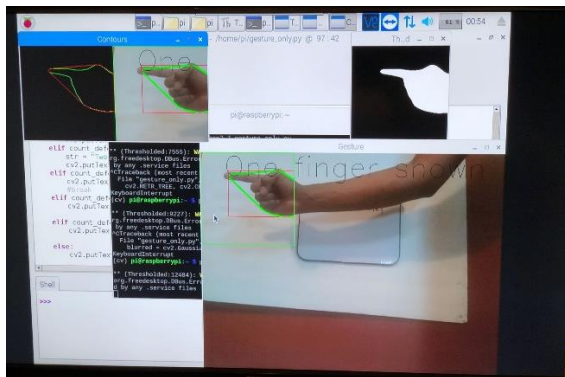 00:54
Contours
- /home/pi/gesture_only.py @ 97 : 42
Th...d
One
pi@raspberrypi: ~
Gesture
One finger shown
elif count_def
str = "Two
cv2.putTex
elif count_def
cv2.putTex
#break
elif count_def
cv2.putTex
elif count_def
cv2.putTex
else:
cv2.putTex
** (Thresholded:7555): W
org.freedesktop.DBus.Erro
by any .service files
^CTraceback (most recent
File "gesture_only.py"
cv2.RETR_TREE, cv2.C
KeyboardInterrupt
(cv) pi@raspberrypi:~ $
** (Thresholded:9227): W
org.freedesktop.DBus.Erro
by any .service files
^CTraceback (most recent
File "gesture_only.py"
blurred = cv2.Gaussia
KeyboardInterrupt
(cv) pi@raspberrypi:~ $
** (Thresholded:12404): W
org.freedesktop.DBus.Erro
d by any .service files
Shell
>>>